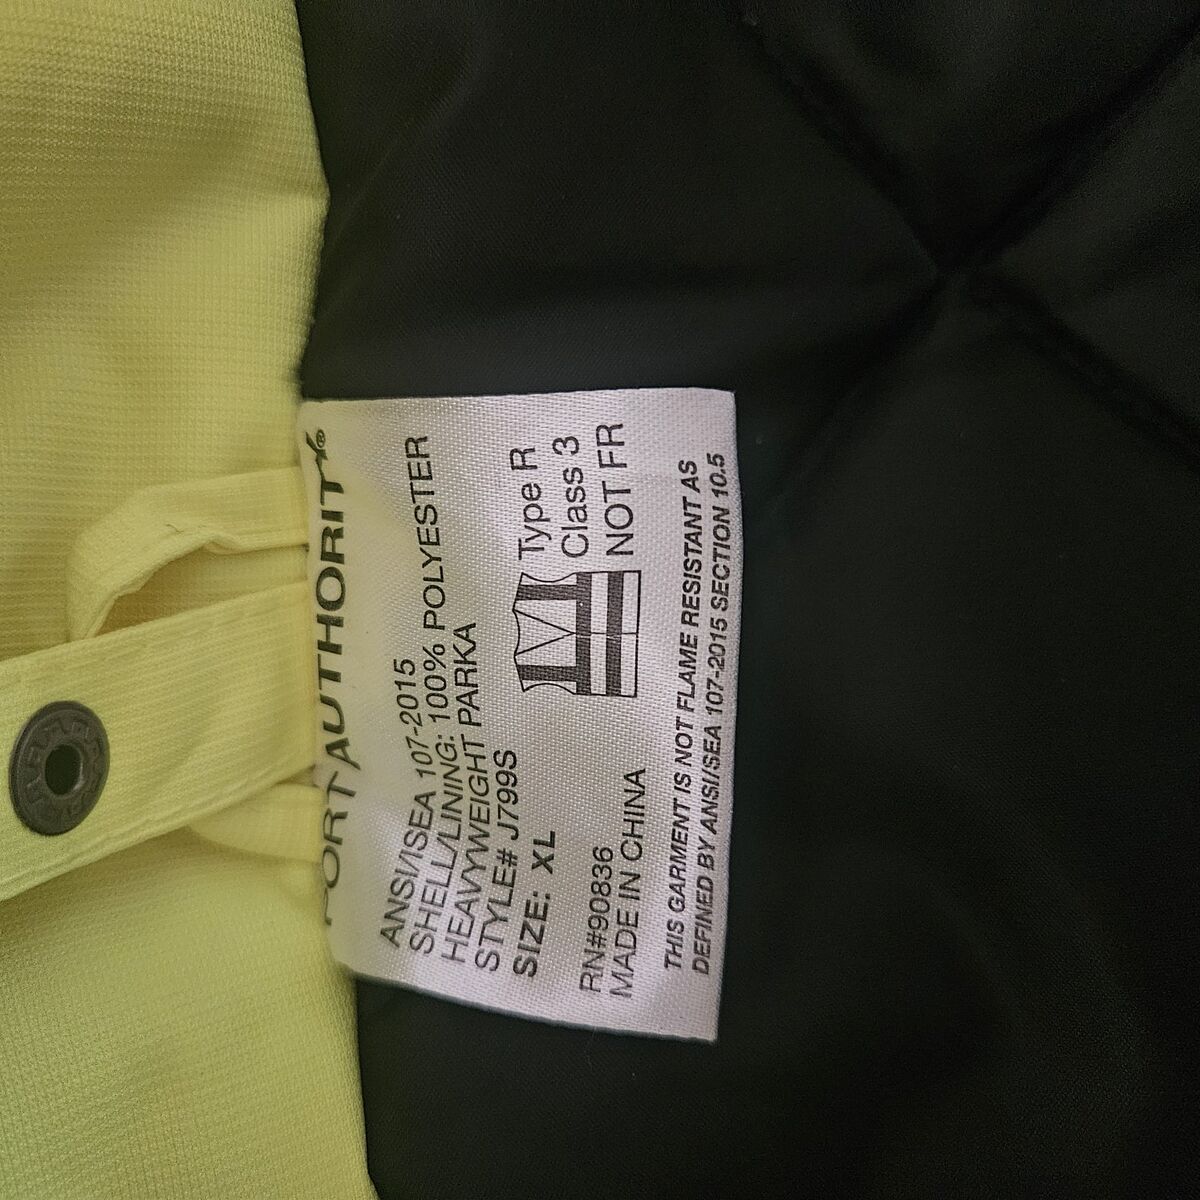 PORT AUTHORITY®
ANSI/ISEA 107-2015
SHELL/LINING: 100% POLYESTER
HEAVYWEIGHT PARKA
STYLE# J799S
SIZE: XL
Type R
Class 3
NOT FR
RN#90836
MADE IN CHINA
THIS GARMENT IS NOT FLAME RESISTANT AS
DEFINED BY ANSI/SEA 107-2015 SECTION 10.5